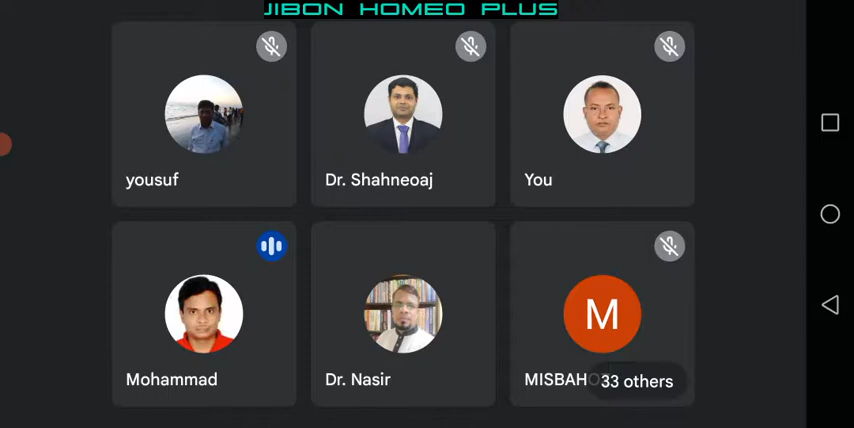 JIBON HOMEO PLUS
yousuf
Dr. Shahneoaj
You
Mohammad
Dr. Nasir
M
MISBAH
33 others